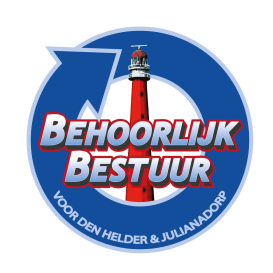 BEHOORLIJK
BESTUUR
VOOR DEN HELDER & JULIANADORP